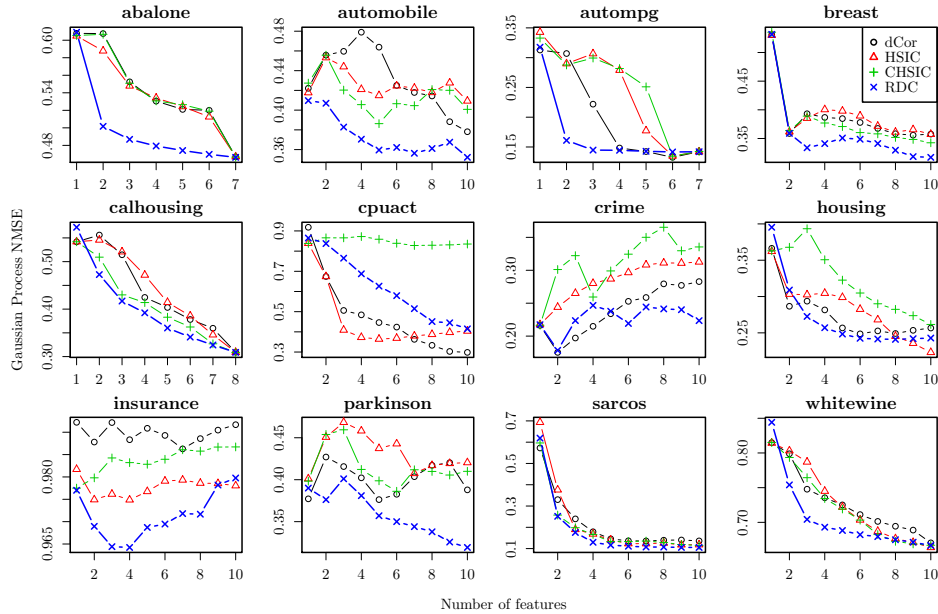 abalone
automobile
autompg
breast
0.48 0.54 0.60
1 2 3 4 5 6 7
0.36 0.40 0.44 0.48
2 4 6 8 10
0.15 0.25 0.35
1 2 3 4 5 6 7
0.35 0.45
2 4 6 8 10
dCor
HSIC
CHSIC
RDC
calhousing
cpuact
crime
housing
Gaussian Process NMSE
0.30 0.40 0.50
1 2 3 4 5 6 7 8
0.3 0.5 0.7 0.9
2 4 6 8 10
0.20 0.30
2 4 6 8 10
0.25 0.35
2 4 6 8 10
insurance
parkinson
sarcos
whitewine
0.965 0.980
2 4 6 8 10
0.35 0.40 0.45
2 4 6 8 10
0.1 0.3 0.5 0.7
2 4 6 8 10
0.70 0.80
2 4 6 8 10
Number of features